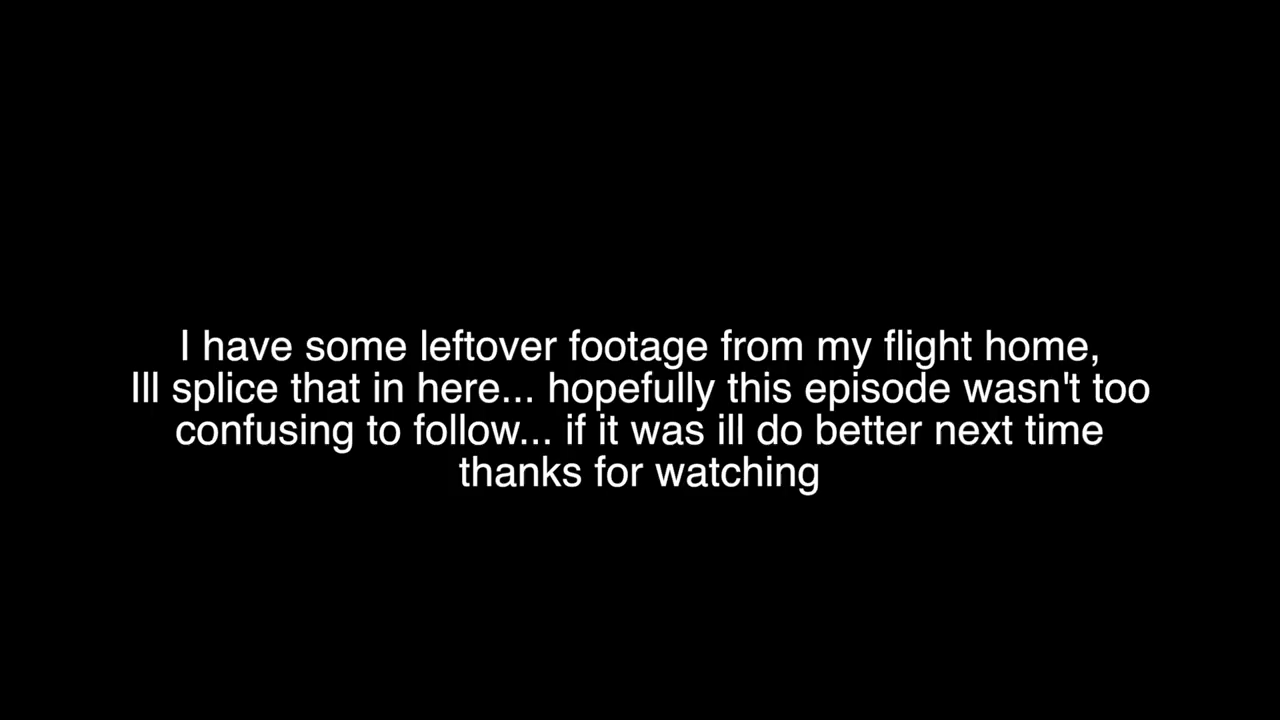 I have some leftover footage from my flight home,
Ill splice that in here... hopefully this episode wasn't too
confusing to follow... if it was ill do better next time
thanks for watching